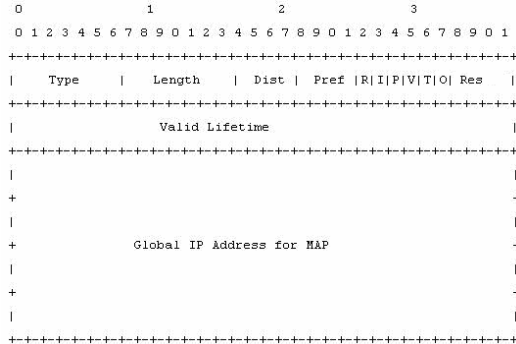 0 1 2 3
0 1 2 3 4 5 6 7 8 9 0 1 2 3 4 5 6 7 8 9 0 1 2 3 4 5 6 7 8 9 0 1
+-+-+-+-+-+-+-+-+-+-+-+-+-+-+-+-+-+-+-+-+-+-+-+-+-+-+-+-+-+-+-+-+
| Type | Length | Dist | Pref |R|I|P|V|T|O| Res |
+-+-+-+-+-+-+-+-+-+-+-+-+-+-+-+-+-+-+-+-+-+-+-+-+-+-+-+-+-+-+-+-+
| Valid Lifetime |
+-+-+-+-+-+-+-+-+-+-+-+-+-+-+-+-+-+-+-+-+-+-+-+-+-+-+-+-+-+-+-+-+
| |
+ -
| |
+ Global IP Address for MAP -
| |
+ -
| |
+-+-+-+-+-+-+-+-+-+-+-+-+-+-+-+-+-+-+-+-+-+-+-+-+-+-+-+-+-+-+-+-+